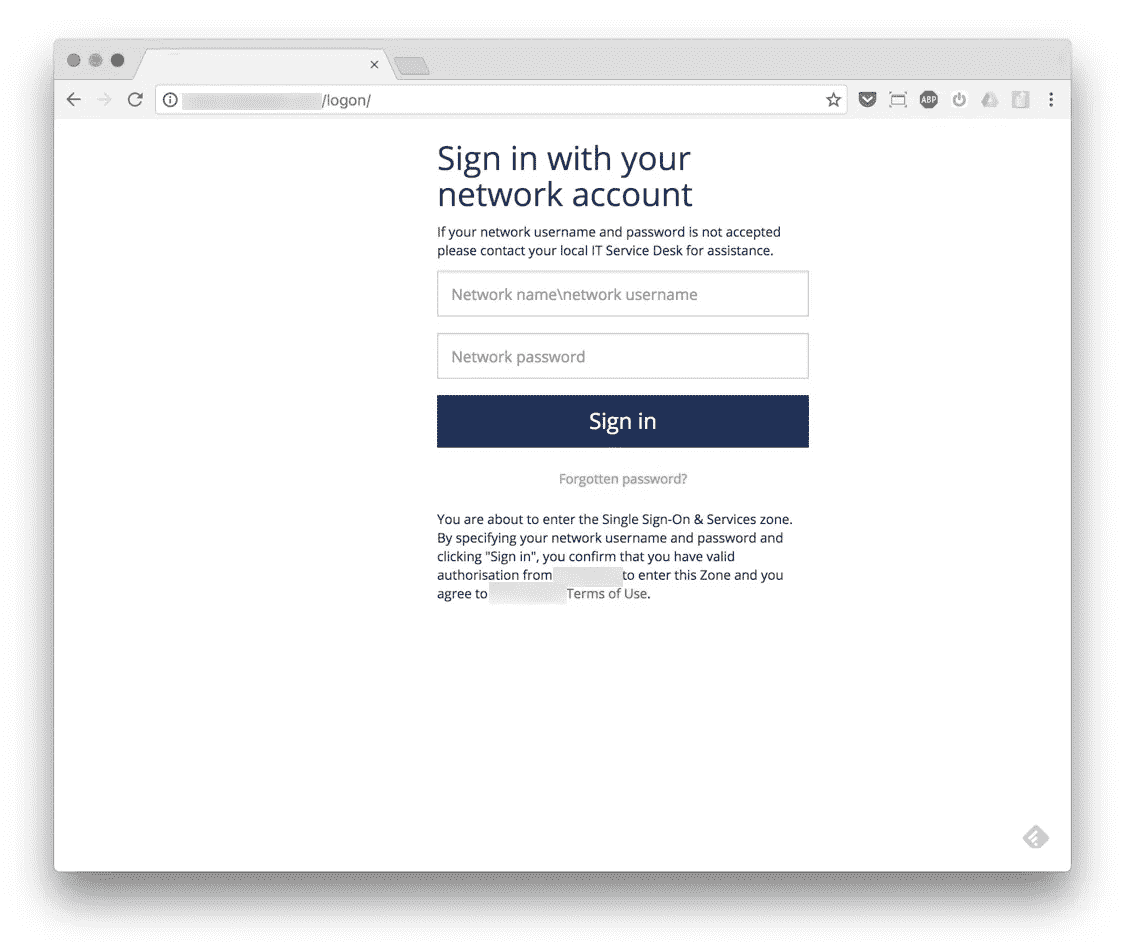 /logon/
ABP
Sign in with your
network account
If your network username and password is not accepted
please contact your local IT Service Desk for assistance.
Network name\network username
Network password
Sign in
Forgotten password?
You are about to enter the Single Sign-On & Services zone.
By specifying your network username and password and
clicking "Sign in", you confirm that you have valid
authorisation from to enter this Zone and you
agree to Terms of Use.